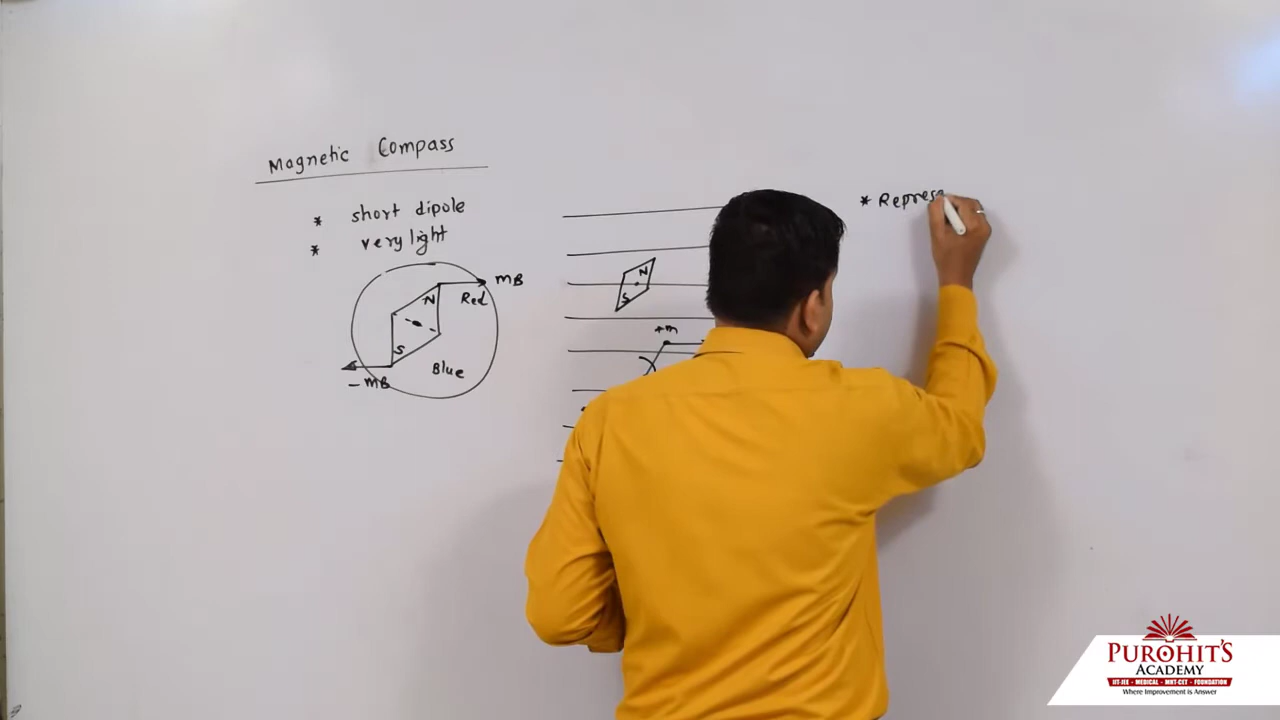 Magnetic Compass
* short dipole
* very light
N
Red
mB
S
Blue
- mB
N
S
+m
* Represe
PUROHIT'S
ACADEMY
IIT-JEE - MEDICAL - MHT-CET - FOUNDATION
Where Improvement is Answer